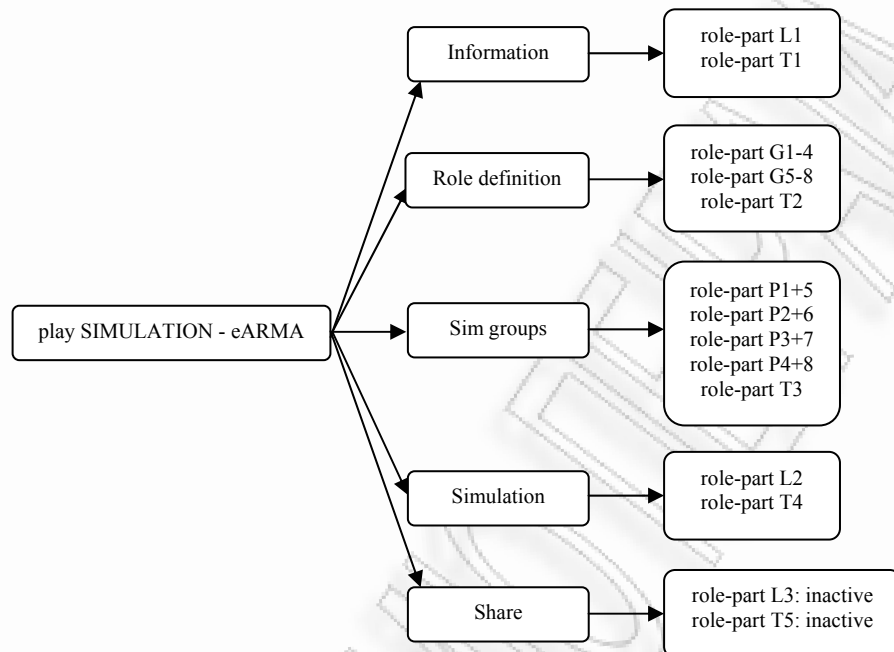 Information
role-part L1
role-part T1
Role definition
role-part G1-4
role-part G5-8
role-part T2
play SIMULATION - eARMA
Sim groups
role-part P1+5
role-part P2+6
role-part P3+7
role-part P4+8
role-part T3
Simulation
role-part L2
role-part T4
Share
role-part L3: inactive
role-part T5: inactive